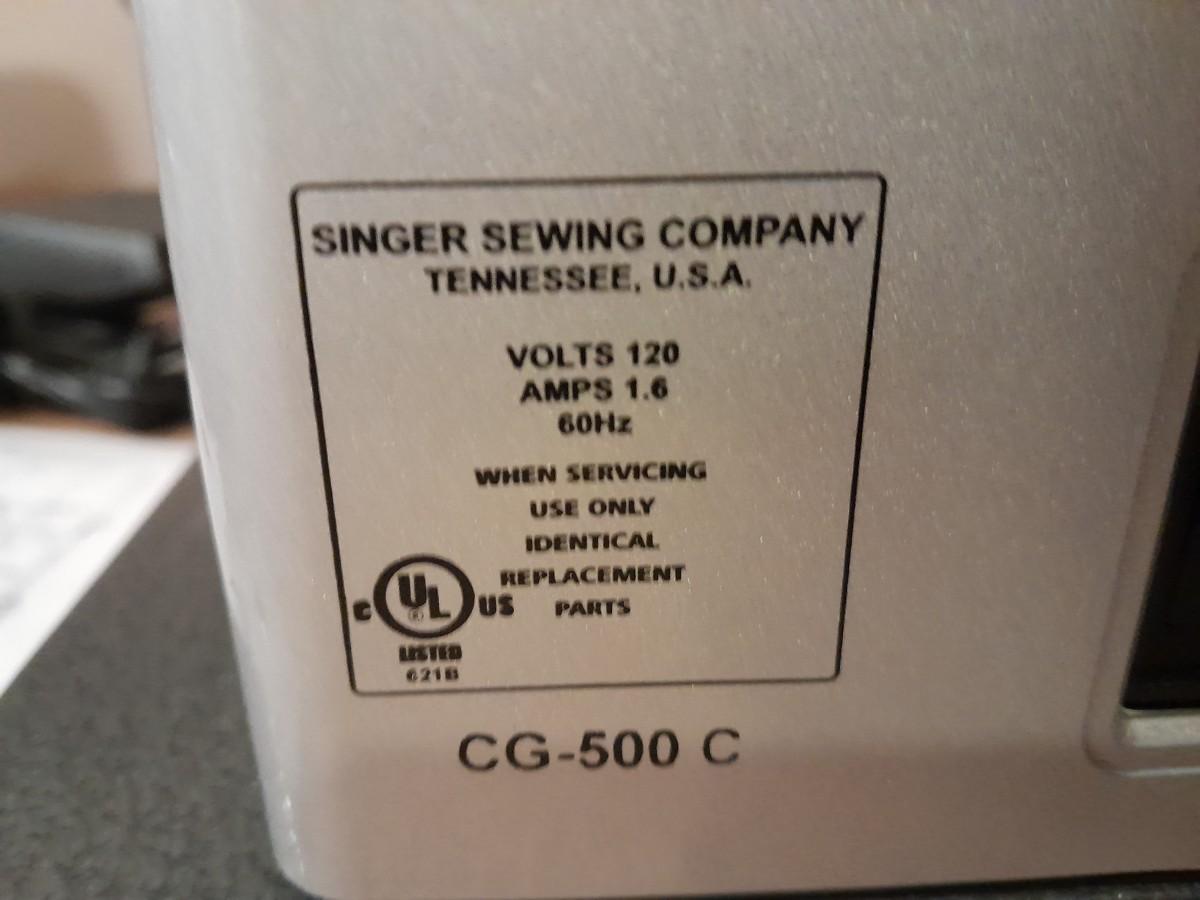 SINGER SEWING COMPANY
TENNESSEE, U.S.A.
VOLTS 120
AMPS 1.6
60Hz
WHEN SERVICING
USE ONLY
IDENTICAL
REPLACEMENT
PARTS
c UL ® US
LISTED
621B
CG-500 C